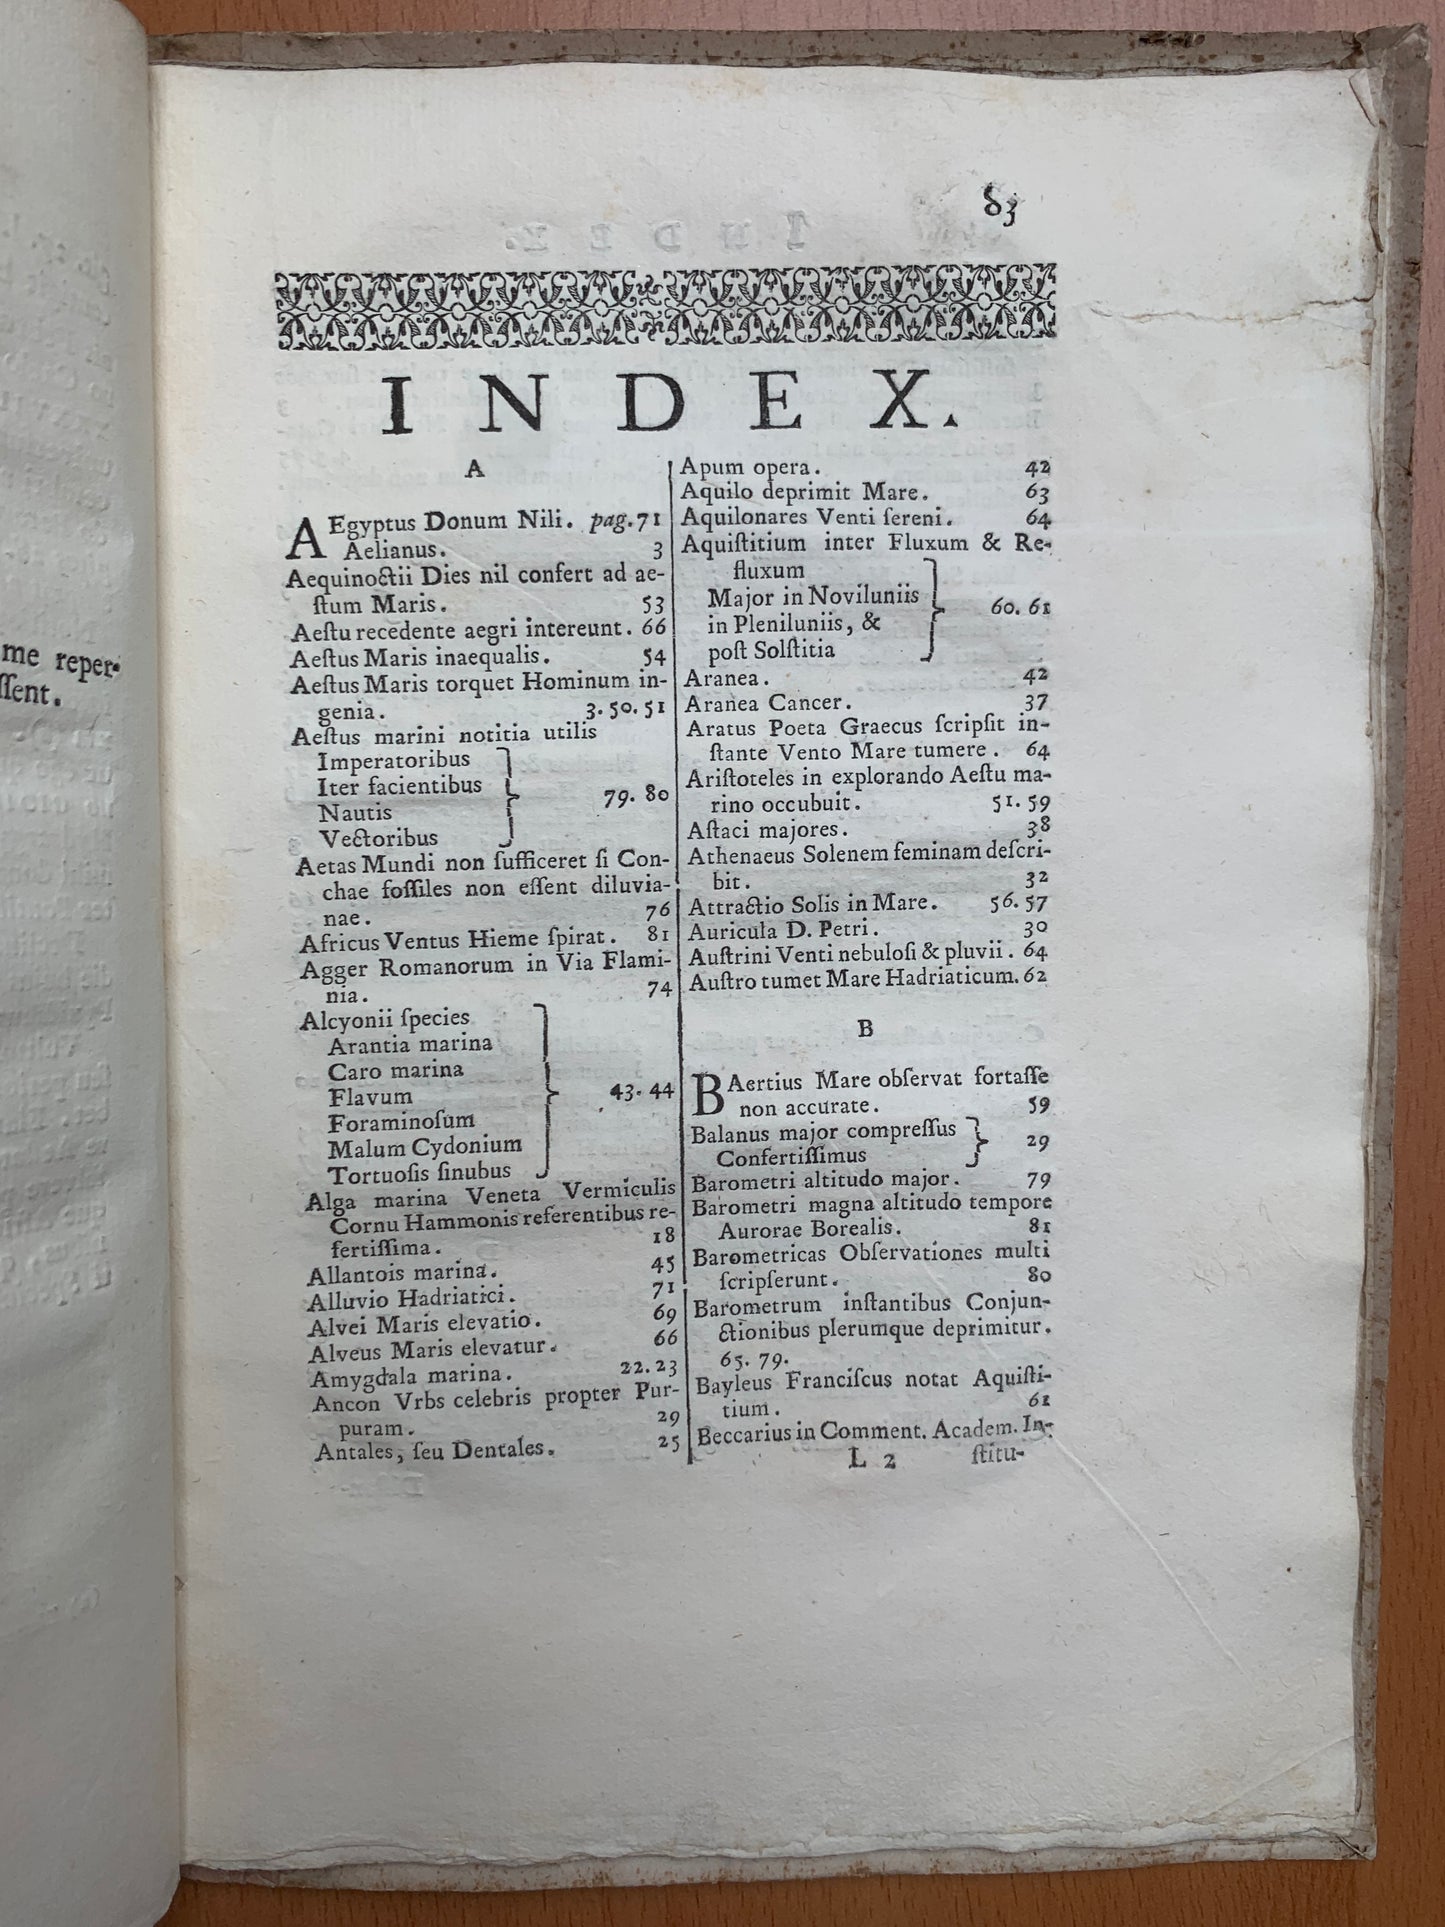 me reper-
ſſent.
83
INDEX.
A
AEgyptus Donum Nili. pag. 71
Aelianus. 3
Aequinoctii Dies nil confert ad ae-
ſtum Maris. 53
Aeſtu recedente aegri intereunt. 66
Aeſtus Maris inaequalis. 54
Aeſtus Maris torquet Hominum in-
genia. 3. 50. 51
Aeſtus marini notitia utilis
Imperatoribus
Iter facientibus
Nautis
Vectoribus
79. 80
Aetas Mundi non ſufficeret ſi Con-
chae foſſiles non eſſent diluvia-
nae. 76
Africus Ventus Hieme ſpirat. 81
Agger Romanorum in Via Flami-
nia. 74
Alcyonii ſpecies
Arantia marina
Caro marina
Flavum
Foraminoſum
Malum Cydonium
Tortuoſis ſinubus
43. 44
Alga marina Veneta Vermiculis
Cornu Hammonis referentibus re-
fertiſſima. 18
Allantois marina. 45
Alluvio Hadriatici. 71
Alvei Maris elevatio. 69
Alveus Maris elevatur. 66
Amygdala marina. 22. 23
Ancon Vrbs celebris propter Pur-
puram. 29
Antales, ſeu Dentales. 25
Apum opera. 42
Aquilo deprimit Mare. 63
Aquilonares Venti ſereni. 64
Aquiſtitium inter Fluxum & Re-
fluxum
Major in Noviluniis
in Pleniluniis, &
poſt Solſtitia
60. 61
Aranea. 42
Aranea Cancer. 37
Aratus Poeta Graecus ſcripſit in-
ſtante Vento Mare tumere. 64
Ariſtoteles in explorando Aeſtu ma-
rino occubuit. 51. 59
Aſtaci majores. 38
Athenaeus Solenem feminam deſcri-
bit. 32
Attractio Solis in Mare. 56. 57
Auricula D. Petri. 30
Auſtrini Venti nebuloſi & pluvii. 64
Auſtro tumet Mare Hadriaticum. 62
B
BAertius Mare obſervat fortaſſe
non accurate. 59
Balanus major compreſſus
Confertiſſimus
29
Barometri altitudo major. 79
Barometri magna altitudo tempore
Aurorae Borealis. 81
Barometricas Obſervationes multi
ſcripſerunt. 80
Barometrum inſtantibus Conjun-
ctionibus plerumque deprimitur.
65. 79.
Bayleus Franciſcus notat Aquiſti-
tium. 61
Beccarius in Comment. Academ. In-
L 2 ſtitu-